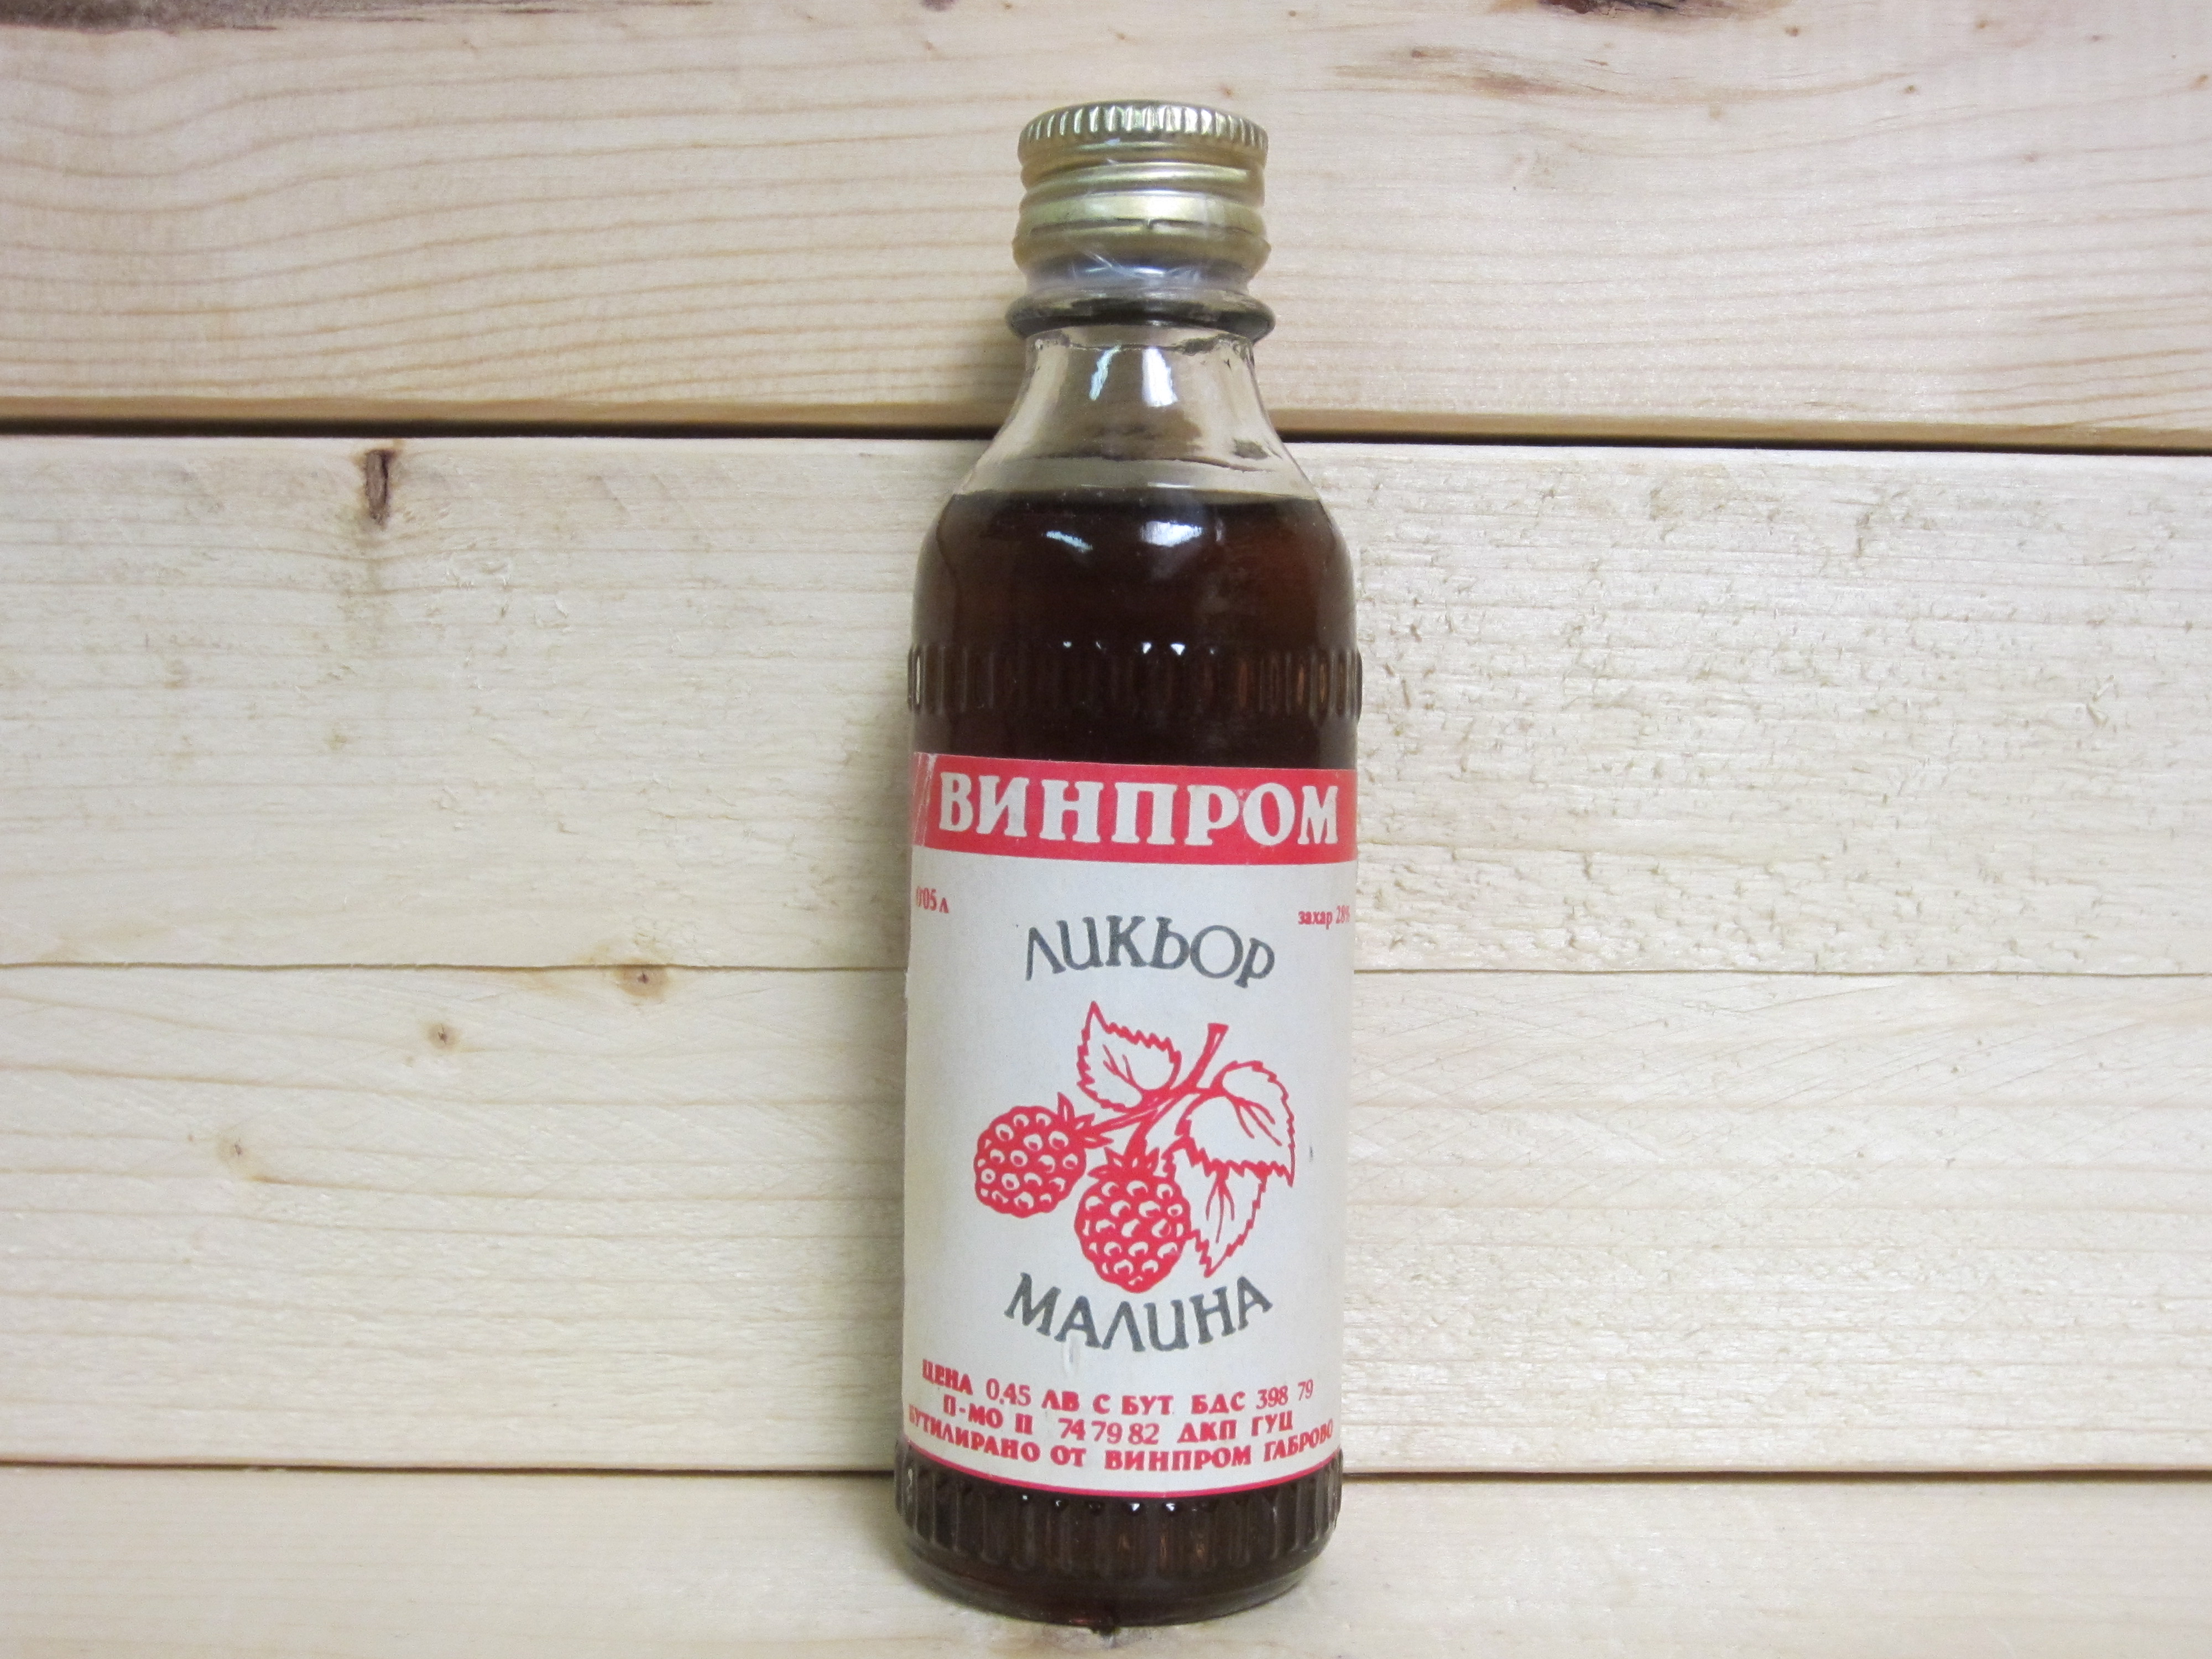 ВИНПРОМ
0'05 л
захар 28%
ЛИКЬОР
МАЛИНА
ЦЕНА 0,45 ЛВ С БУТ. БДС 398 79
П-МО II 74 79 82 ДКП ГУЦ
БУТИЛИРАНО ОТ ВИНПРОМ ГАБРОВО